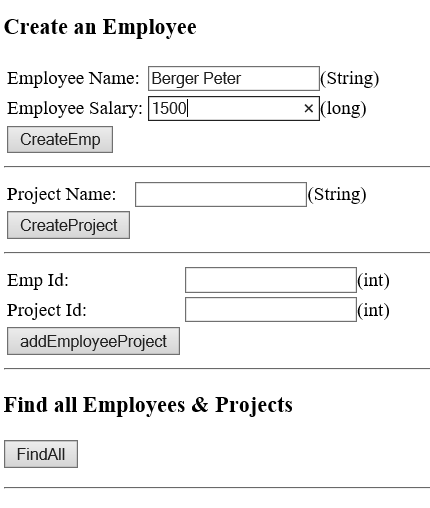 Create an Employee
Employee Name: Berger Peter (String)
Employee Salary: 1500 × (long)
CreateEmp
Project Name: (String)
CreateProject
Emp Id: (int)
Project Id: (int)
addEmployeeProject
Find all Employees & Projects
FindAll